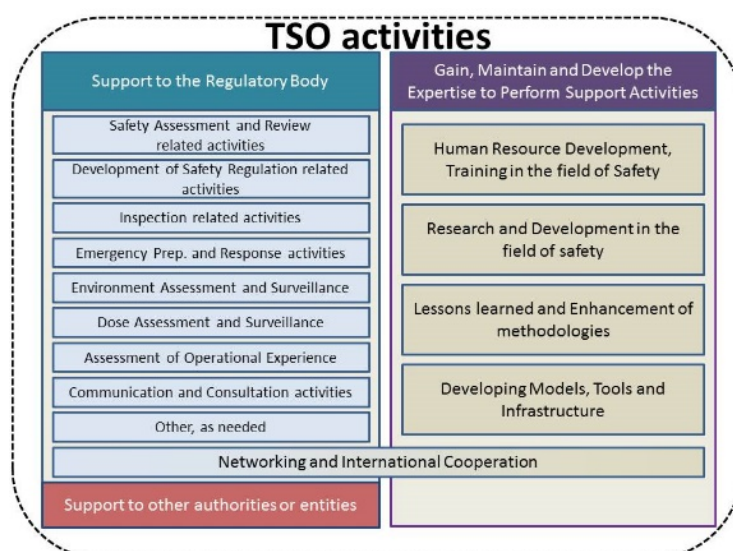 TSO activities
Support to the Regulatory Body
Safety Assessment and Review
related activities
Development of Safety Regulation related
activities
Inspection related activities
Emergency Prep. and Response activities
Environment Assessment and Surveillance
Dose Assessment and Surveillance
Assessment of Operational Experience
Communication and Consultation activities
Other, as needed
Gain, Maintain and Develop the
Expertise to Perform Support Activities
Human Resource Development,
Training in the field of Safety
Research and Development in the
field of safety
Lessons learned and Enhancement of
methodologies
Developing Models, Tools and
Infrastructure
Networking and International Cooperation
Support to other authorities or entities